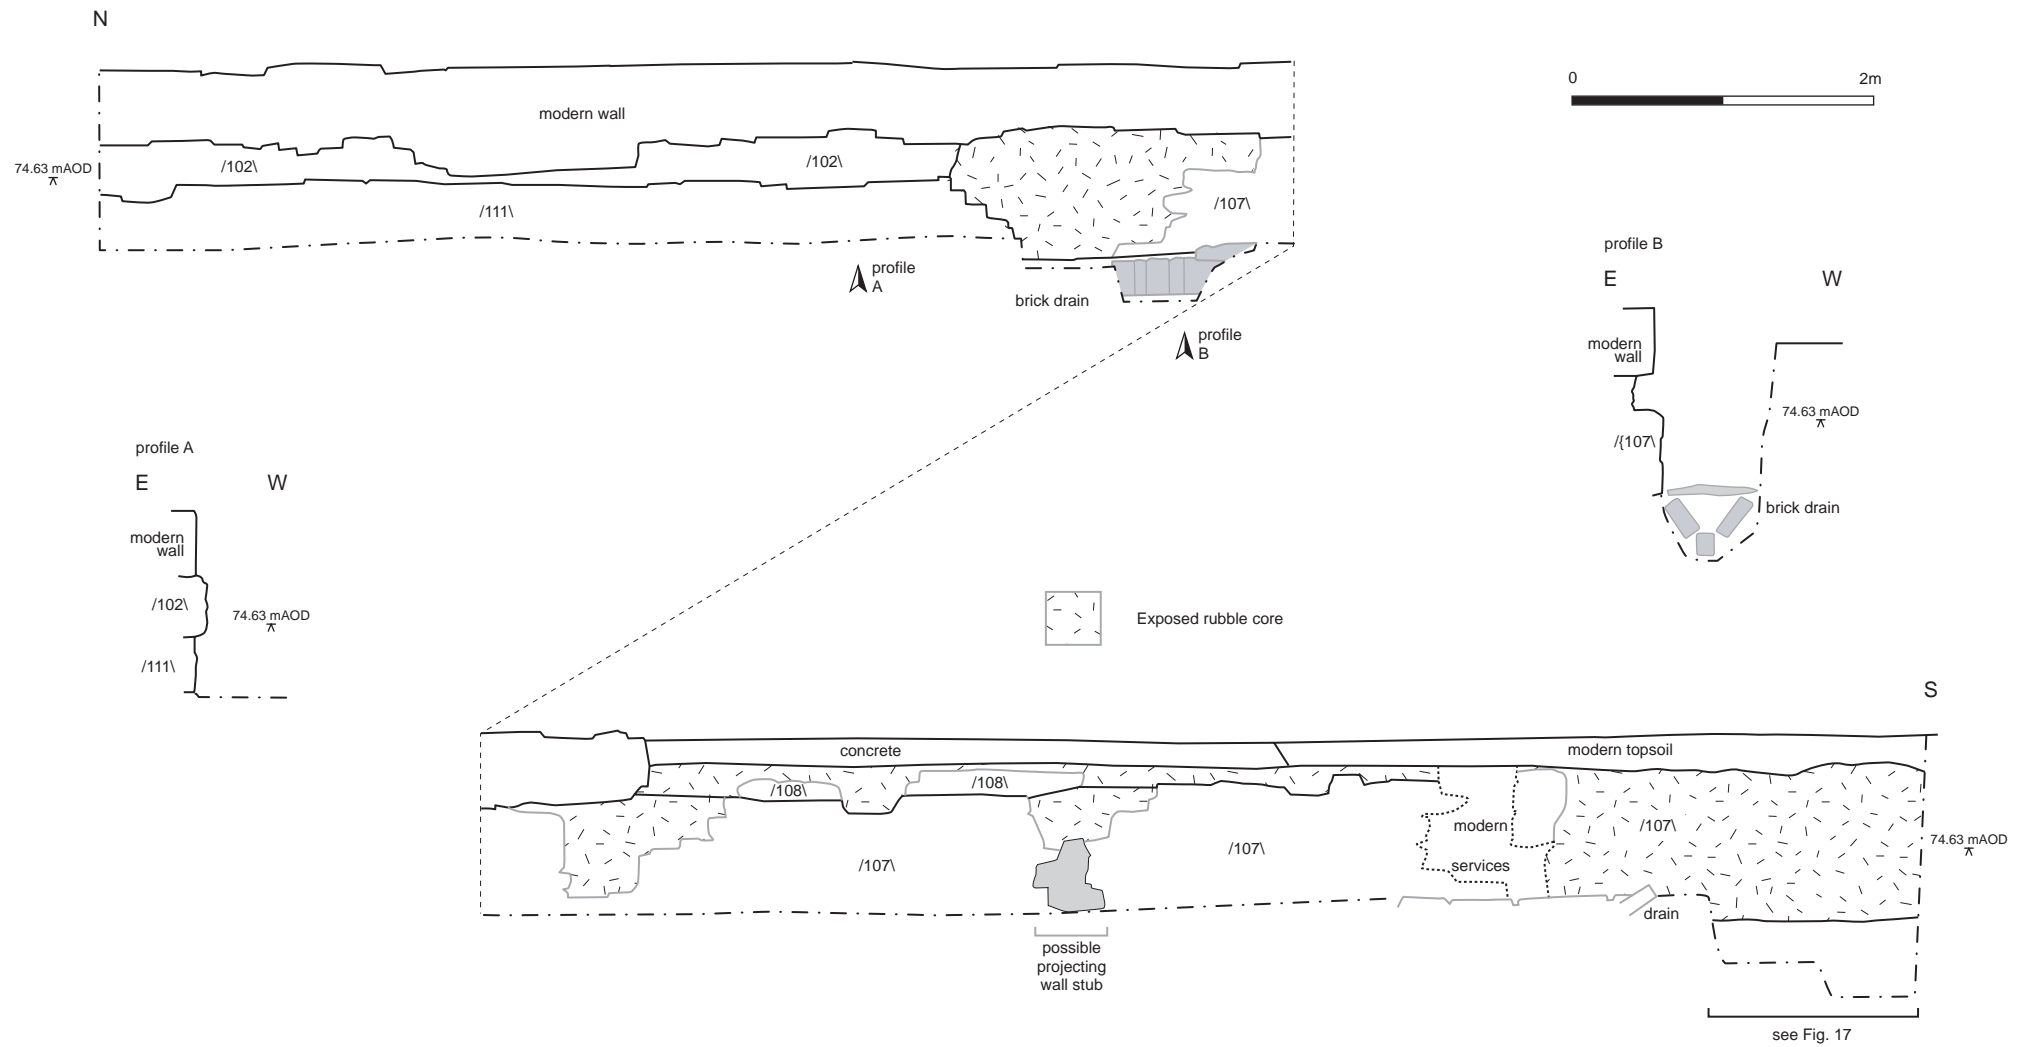 N
0 2m
modern wall
74.63 mAOD
/102\
/102\
/111\
/107\
profile
A
brick drain
profile
B
profile B
E W
modern
wall
74.63 mAOD
/{107\
brick drain
profile A
E W
modern
wall
/102\
74.63 mAOD
/111\
Exposed rubble core
S
concrete
modern topsoil
/108\
/108\
modern
/107\
74.63 mAOD
/107\
/107\
services
drain
possible
projecting
wall stub
see Fig. 17